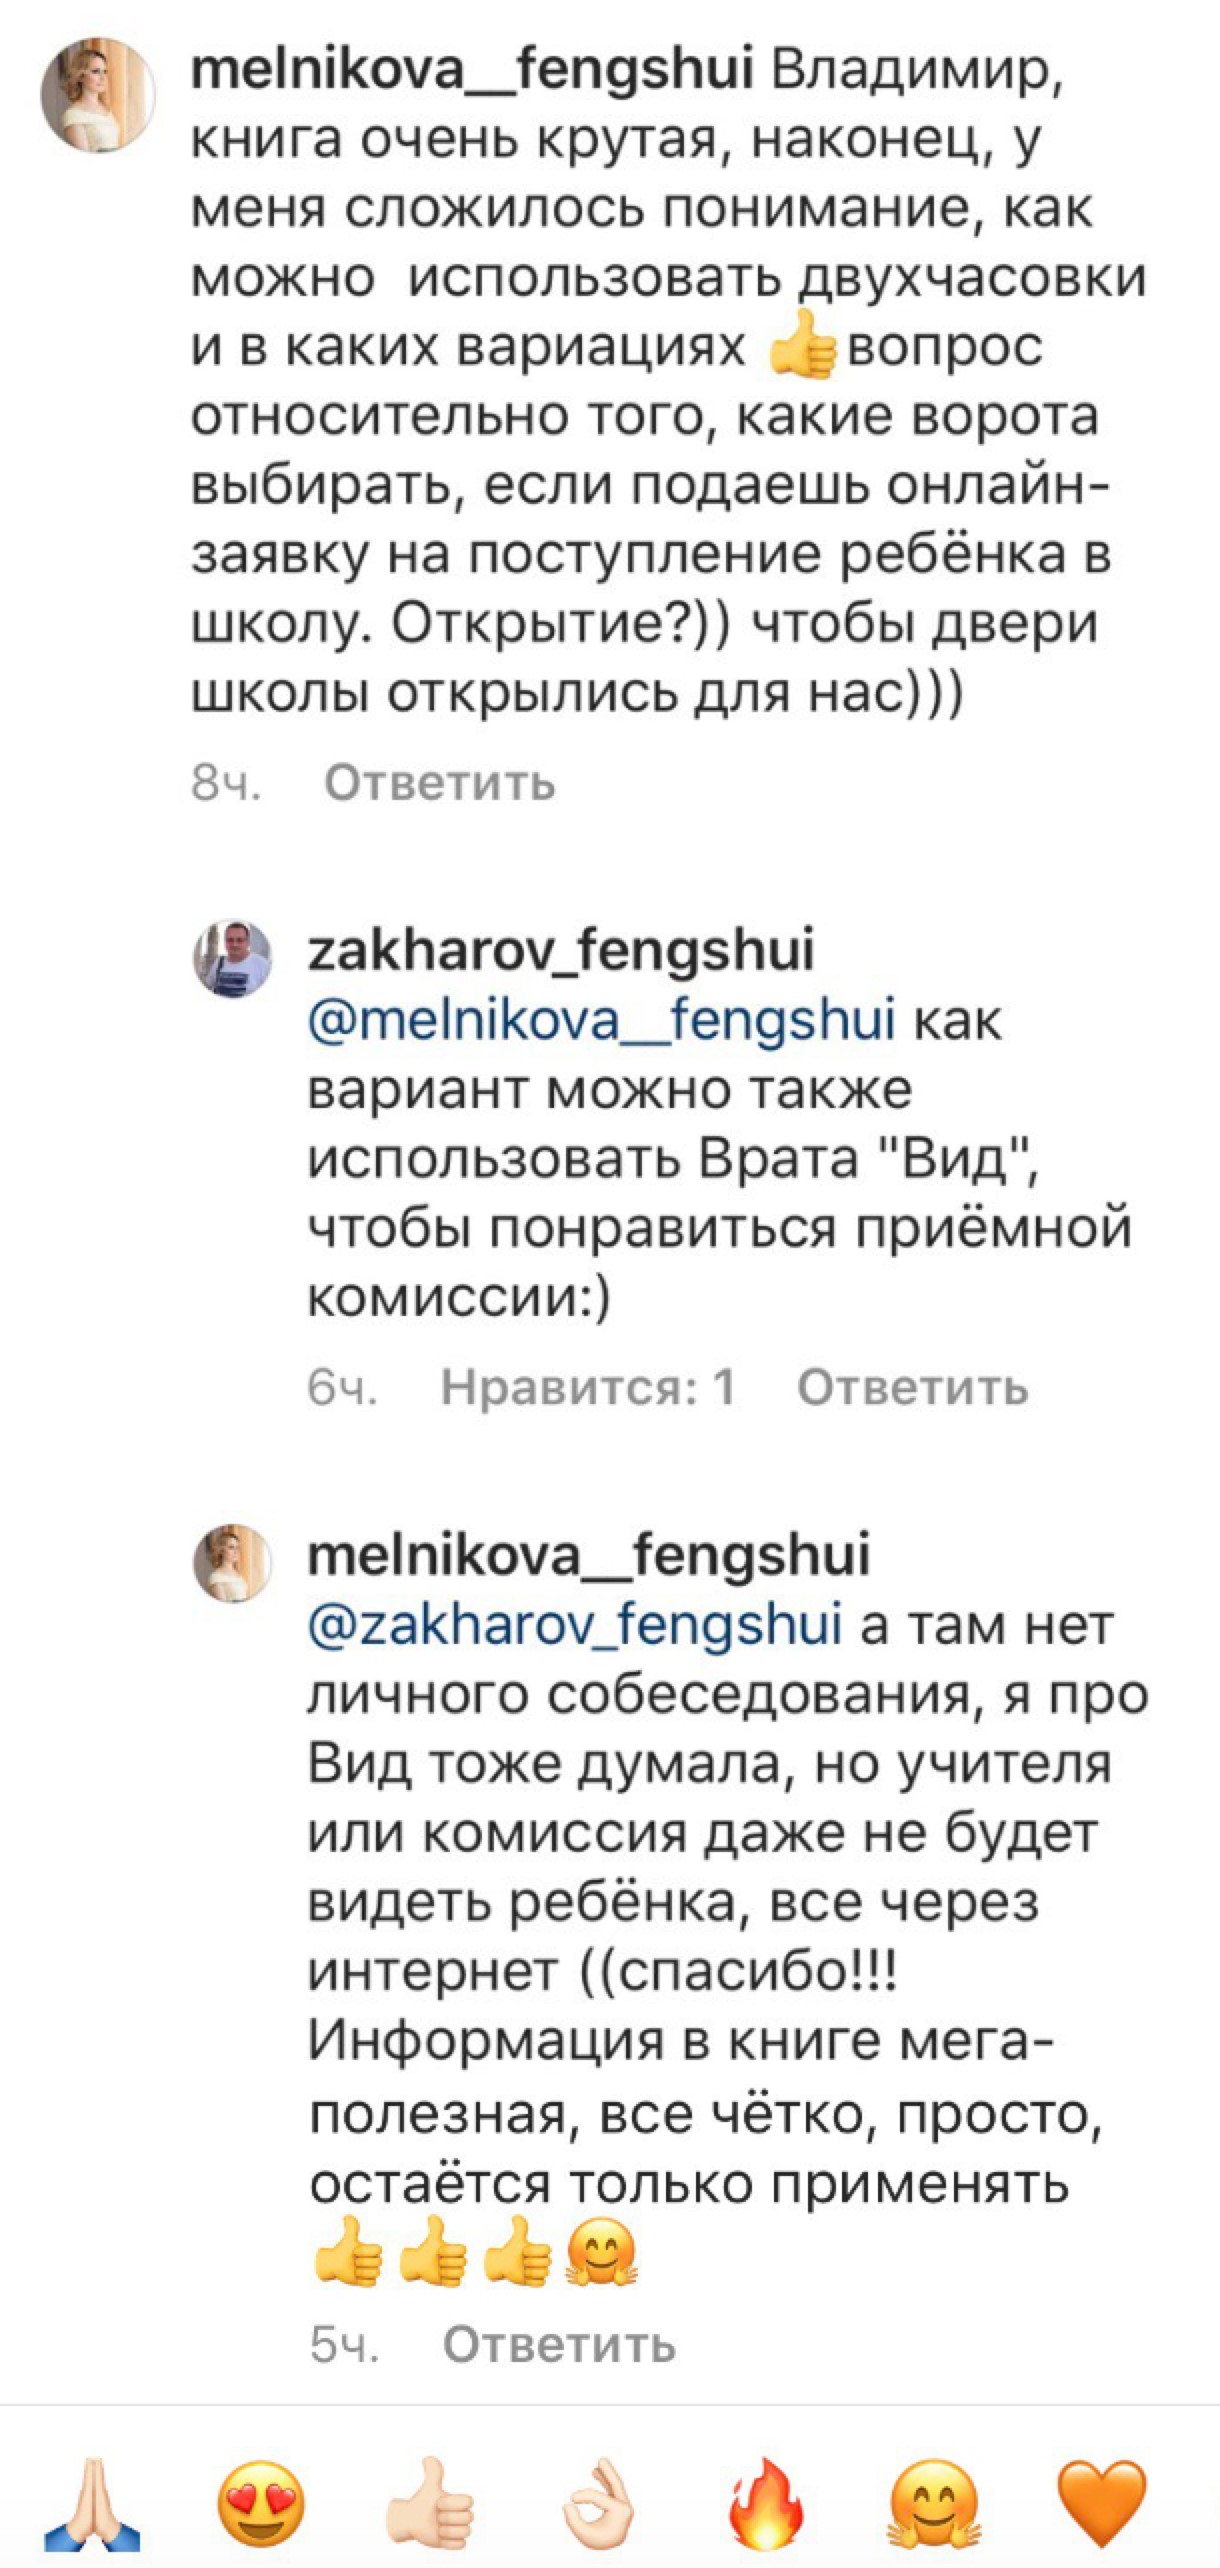 melnikova__fengshui Владимир,
книга очень крутая, наконец, у
меня сложилось понимание, как
можно  использовать двухчасовки
и в каких вариациях 👍вопрос
относительно того, какие ворота
выбирать, если подаешь онлайн-
заявку на поступление ребёнка в
школу. Открытие?)) чтобы двери
школы открылись для нас)))
8ч. Ответить
zakharov_fengshui
@melnikova__fengshui как
вариант можно также
использовать Врата "Вид",
чтобы понравиться приёмной
комиссии:)
6ч. Нравится: 1 Ответить
melnikova__fengshui
@zakharov_fengshui а там нет
личного собеседования, я про
Вид тоже думала, но учителя
или комиссия даже не будет
видеть ребёнка, все через
интернет ((спасибо!!!
Информация в книге мега-
полезная, все чётко, просто,
остаётся только применять
👍👍👍🤗
5ч. Ответить